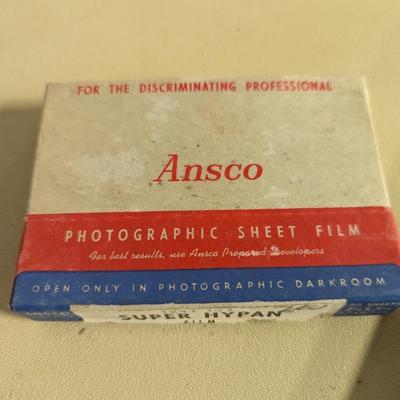 FOR THE DISCRIMINATING PROFESSIONAL
Ansco
PHOTOGRAPHIC SHEET FILM
For best results, use Ansco Prepared Developers
OPEN ONLY IN PHOTOGRAPHIC DARKROOM
SUPER HYPAN
FILM